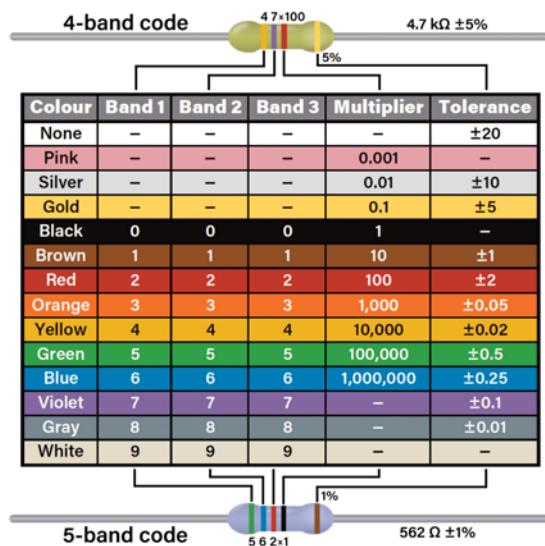 4-band code 4 7×100 4.7 kΩ ±5%
5%
Colour Band 1 Band 2 Band 3 Multiplier Tolerance
None – – – – ±20
Pink – – – 0.001 –
Silver – – – 0.01 ±10
Gold – – – 0.1 ±5
Black 0 0 0 1 –
Brown 1 1 1 10 ±1
Red 2 2 2 100 ±2
Orange 3 3 3 1,000 ±0.05
Yellow 4 4 4 10,000 ±0.02
Green 5 5 5 100,000 ±0.5
Blue 6 6 6 1,000,000 ±0.25
Violet 7 7 7 – ±0.1
Gray 8 8 8 – ±0.01
White 9 9 9 – –
1%
5-band code 5 6 2×1 562 Ω ±1%